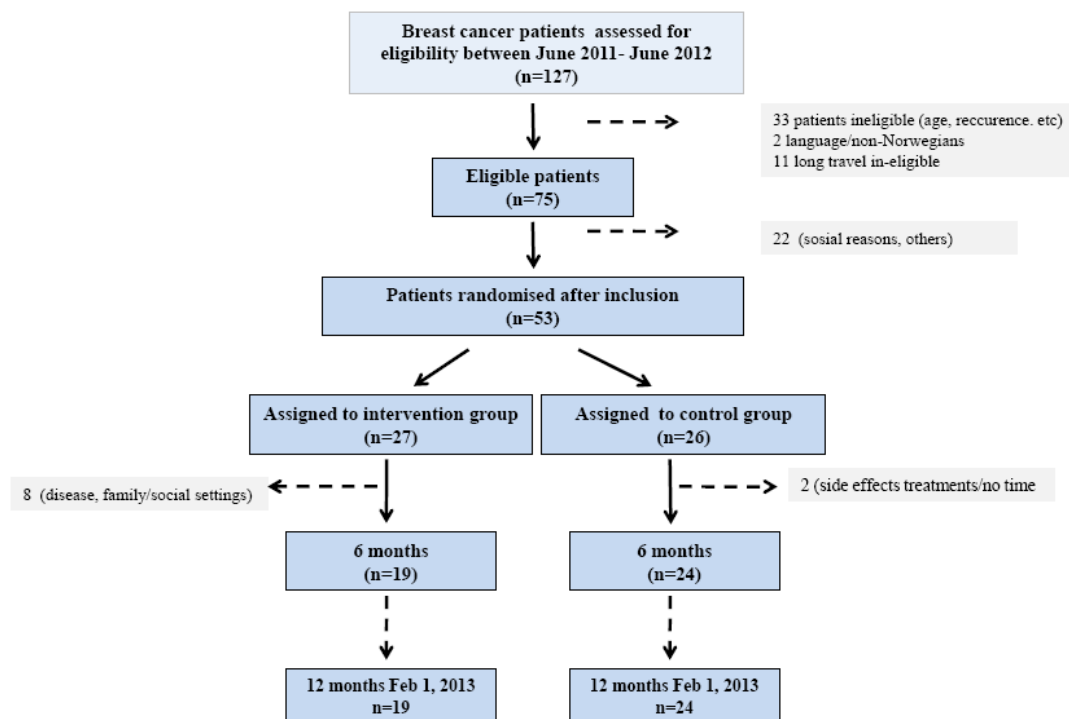 Breast cancer patients assessed for
eligibility between June 2011- June 2012
(n=127)
33 patients ineligible (age, reccurence. etc)
2 language/non-Norwegians
11 long travel in-eligible
Eligible patients
(n=75)
22 (sosial reasons, others)
Patients randomised after inclusion
(n=53)
Assigned to intervention group
(n=27)
Assigned to control group
(n=26)
8 (disease, family/social settings)
2 (side effects treatments/no time
6 months
(n=19)
6 months
(n=24)
12 months Feb 1, 2013
n=19
12 months Feb 1, 2013
n=24